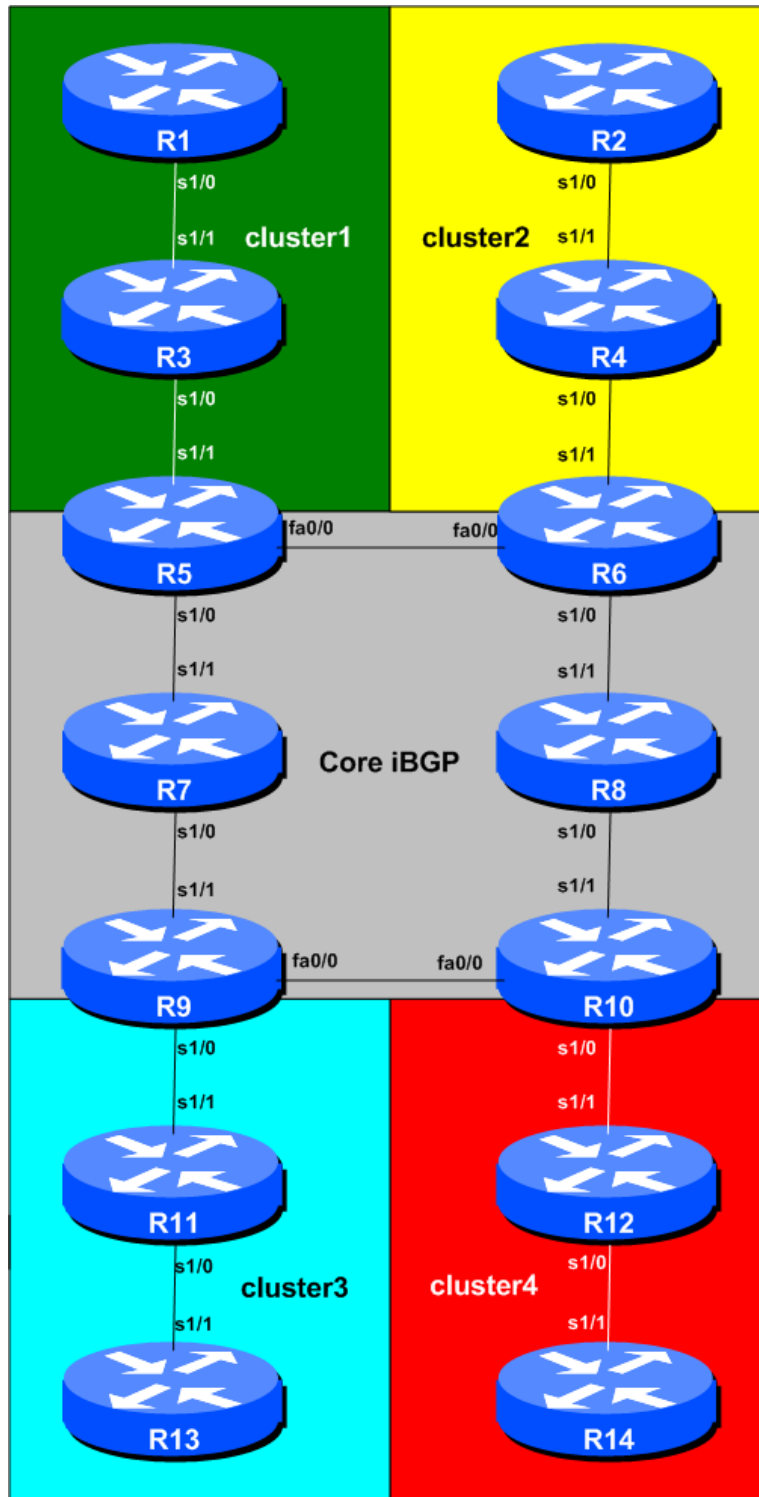 R1 R2
s1/0 s1/0
s1/1 cluster1 cluster2 s1/1
R3 R4
s1/0 s1/0
s1/1 s1/1
fa0/0 fa0/0
R5 R6
s1/0 s1/0
s1/1 s1/1
Core iBGP
R7 R8
s1/0 s1/0
s1/1 s1/1
fa0/0 fa0/0
R9 R10
s1/0 s1/0
s1/1 s1/1
R11 R12
s1/0 s1/0
cluster3 cluster4
s1/1 s1/1
R13 R14